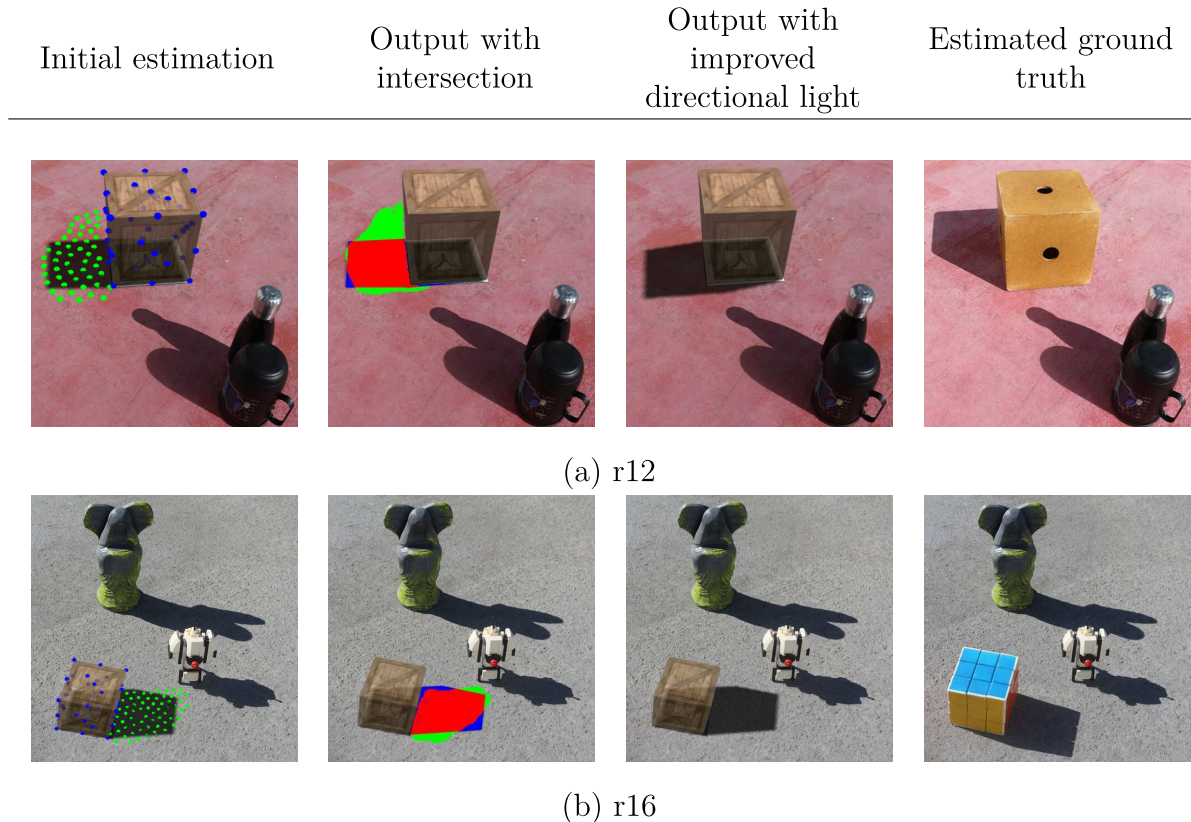 Initial estimation
Output with
intersection
Output with
improved
directional light
Estimated ground
truth
(a) r12
(b) r16